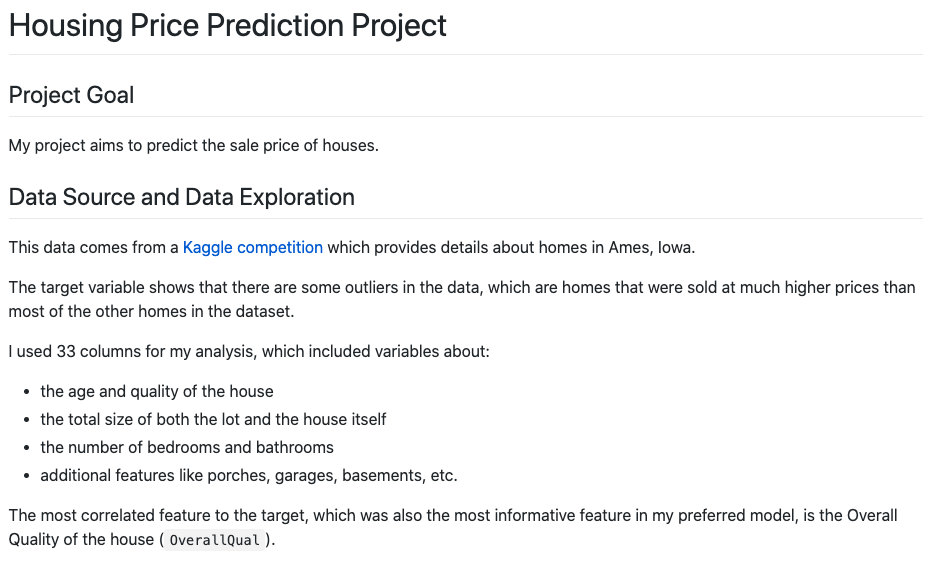 Housing Price Prediction Project
Project Goal
My project aims to predict the sale price of houses.
Data Source and Data Exploration
This data comes from a Kaggle competition which provides details about homes in Ames, Iowa.
The target variable shows that there are some outliers in the data, which are homes that were sold at much higher prices than
most of the other homes in the dataset.
I used 33 columns for my analysis, which included variables about:
• the age and quality of the house
• the total size of both the lot and the house itself
• the number of bedrooms and bathrooms
• additional features like porches, garages, basements, etc.
The most correlated feature to the target, which was also the most informative feature in my preferred model, is the Overall
Quality of the house ( OverallQual ).